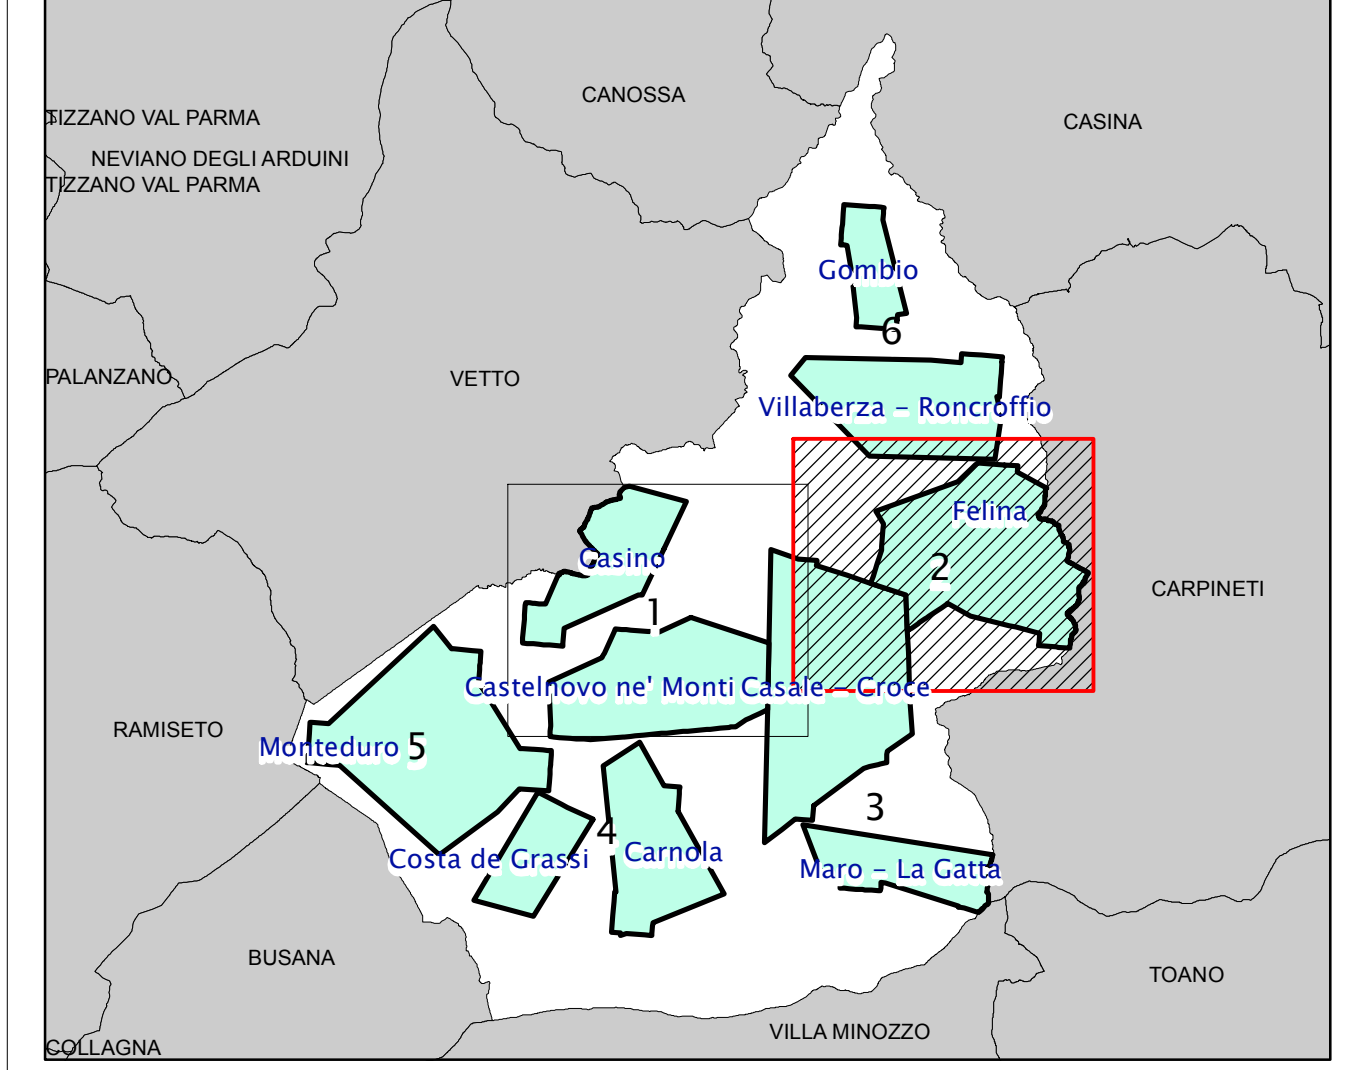 CANOSSA
TIZZANO VAL PARMA
CASINA
NEVIANO DEGLI ARDUINI
TIZZANO VAL PARMA
Gombio
6
PALANZANO
VETTO
Villaberza – Roncroffio
Felina
Casino
2
CARPINETI
1
Castelnovo ne' Monti
Casale – Croce
RAMISETO
Monteduro
5
3
4
Costa de Grassi
Carnola
Maro – La Gatta
BUSANA
TOANO
VILLA MINOZZO
COLLAGNA